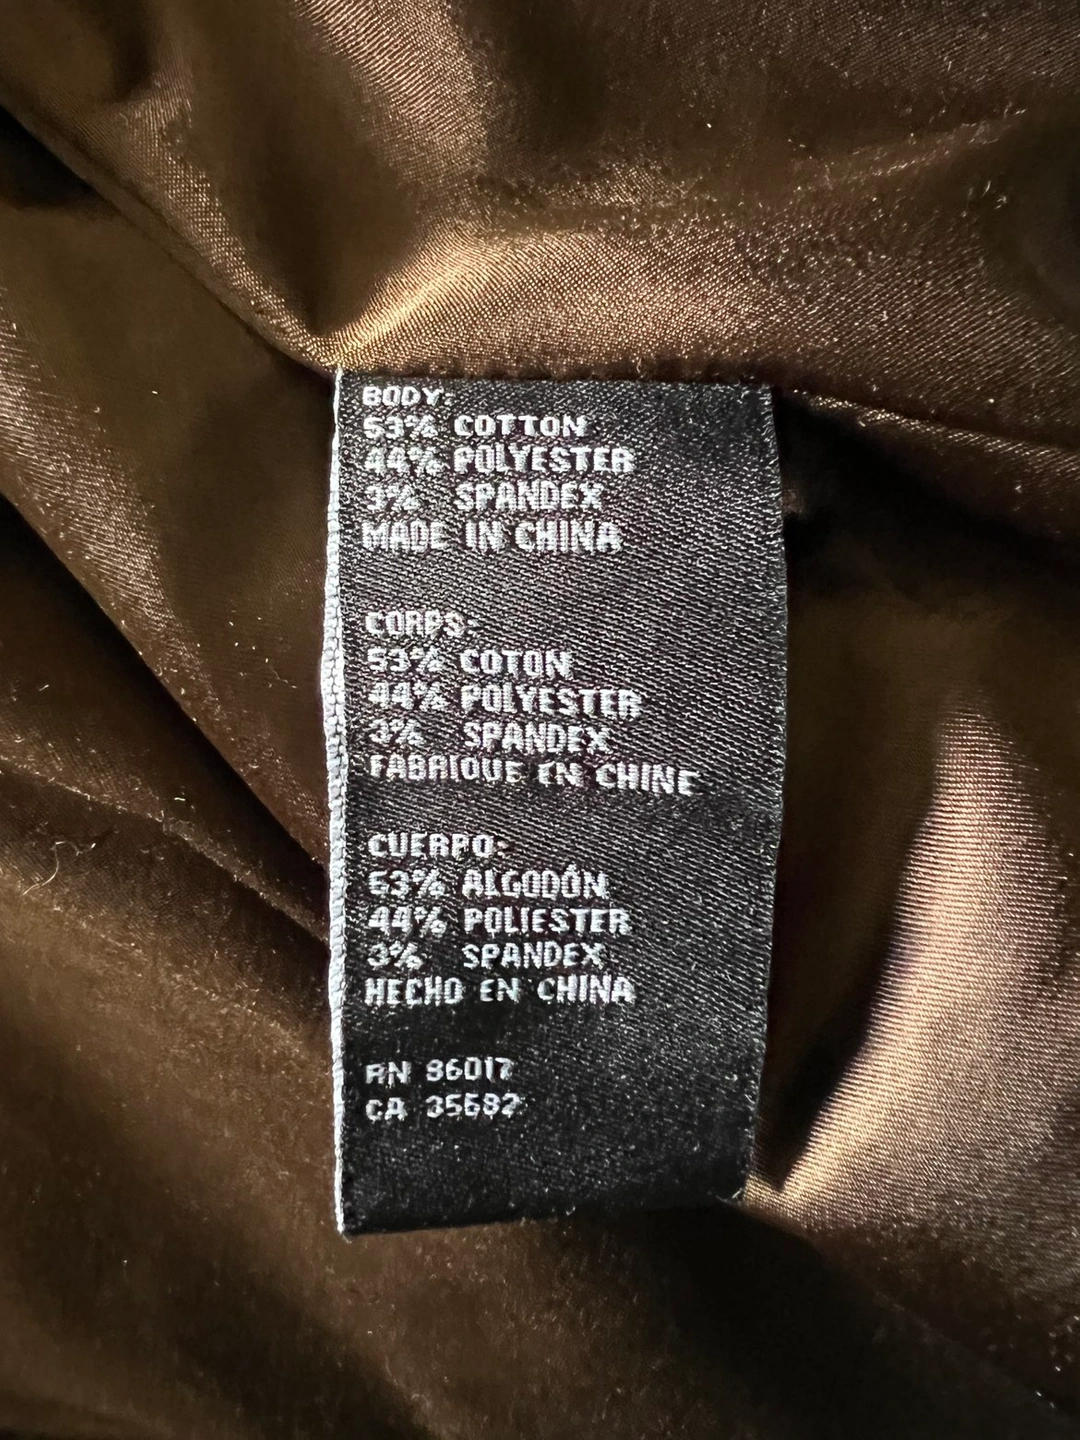 BODY:
53% COTTON
44% POLYESTER
3% SPANDEX
MADE IN CHINA
CORPS:
53% COTON
44% POLYESTER
3% SPANDEX
FABRIQUE EN CHINE
CUERPO:
53% ALGODÓN
44% POLIESTER
3% SPANDEX
HECHO EN CHINA
RN 86017
CA 35682